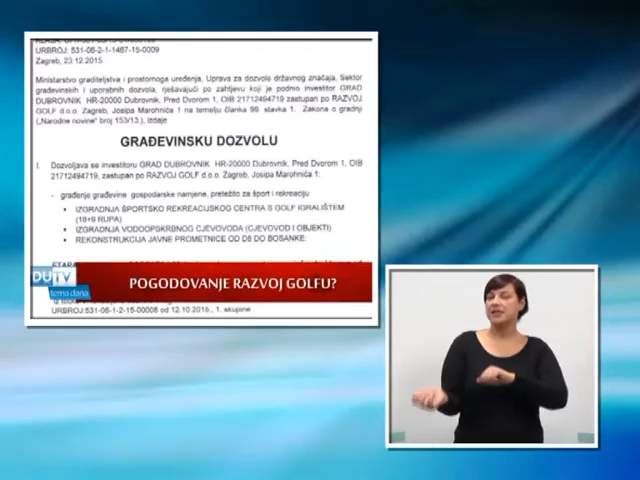 URBROJ: 531-06-2-1-1467-15-0009
Zagreb, 23.12.2015
Ministarstvo graditeljstva i prostornoga uređenja, Uprava za dozvole državnog značaja, Sektor
građevinskih i uporabnih dozvola, rješavajući po zahtjevu koji je podnio investitor GRAD
DUBROVNIK HR-20000 Dubrovnik, Pred Dvorom 1, OIB 21712494719 zastupan po RAZVOJ
GOLF d.o.o. Zagreb, Josipa Marohnića 1 na temelju članka 99. stavka 1. Zakona o gradnji
(„Narodne novine“ broj 153/13.), izdaje
GRAĐEVINSKU DOZVOLU
I. Dozvoljava se investitoru GRAD DUBROVNIK HR-20000 Dubrovnik, Pred Dvorom 1, OIB
21712494719, zastupan po RAZVOJ GOLF d.o.o. Zagreb, Josipa Marohnića 1:
- građenje građevine gospodarske namjene, pretežito za šport i rekreaciju
• IZGRADNJA ŠPORTSKO REKREACIJSKOG CENTRA S GOLF IGRALIŠTEM
(18+9 RUPA)
• IZGRADNJA VODOOPSKRBNOG CJEVOVODA (CJEVOVOD I OBJEKTI)
• REKONSTRUKCIJA JAVNE PROMETNICE OD D8 DO BOSANKE
DUTV
tema dana
POGODOVANJE RAZVOJ GOLFU?
URBROJ:531-06-1-2-15-00006 od 12.10.2015., 1. skupine